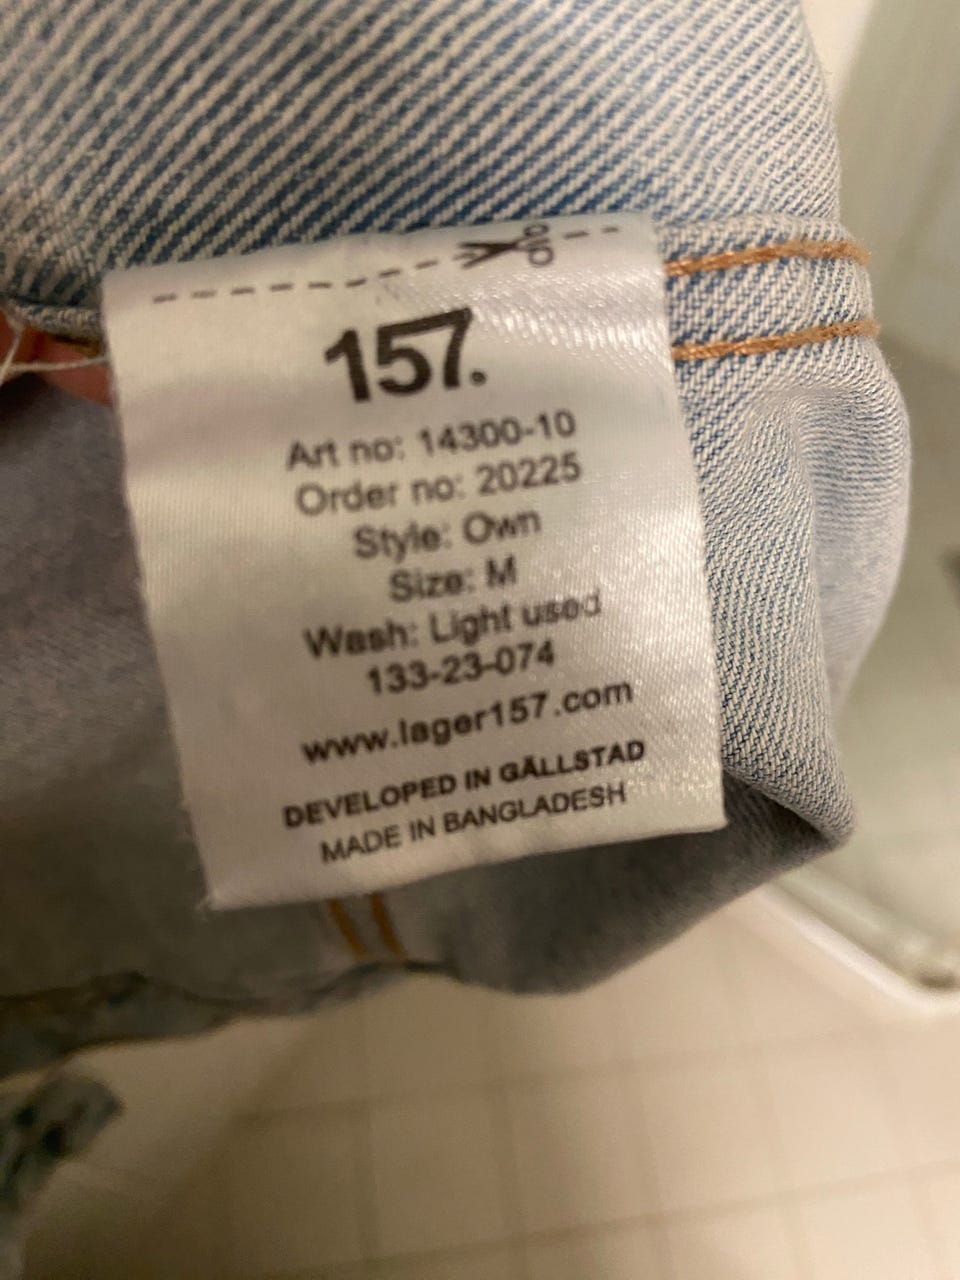 157.
Art no: 14300-10
Order no: 20225
Style: Own
Size: M
Wash: Light used
133-23-074
www.lager157.com
DEVELOPED IN GÄLLSTAD
MADE IN BANGLADESH